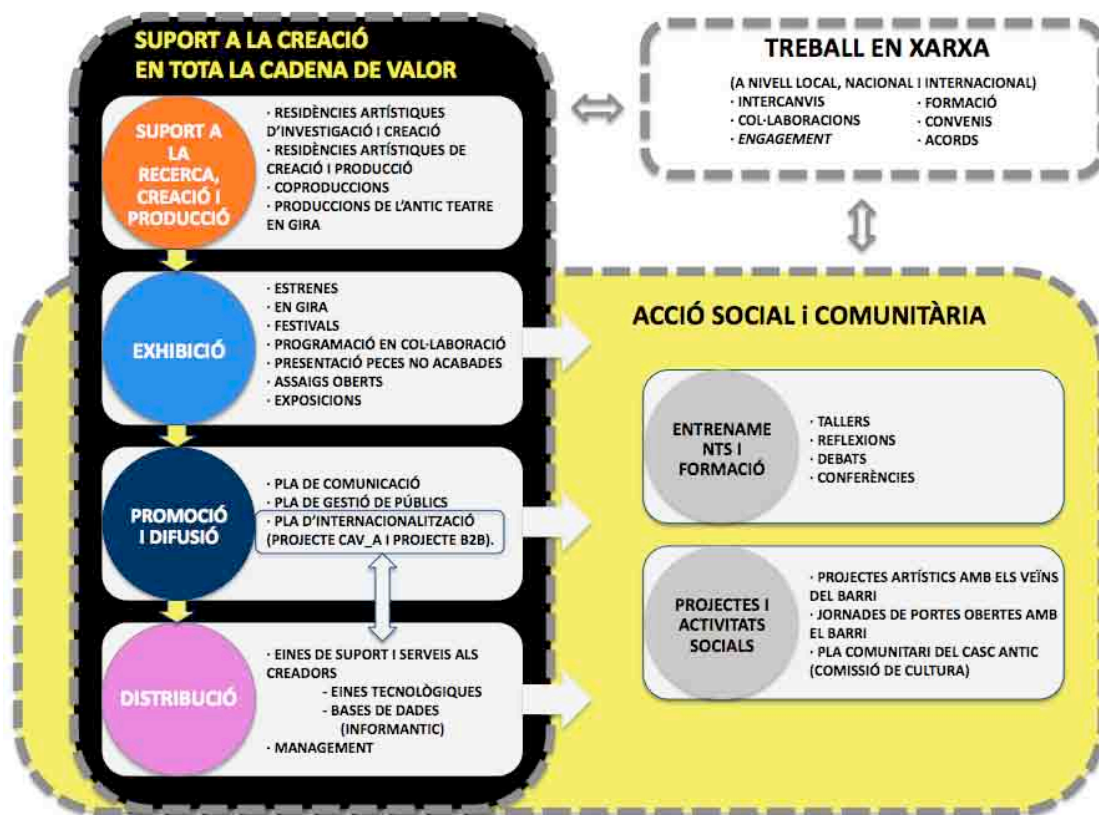 SUPORT A LA CREACIÓ
EN TOTA LA CADENA DE VALOR
SUPORT A
LA
RECERCA,
CREACIÓ I
PRODUCCIÓ
· RESIDÈNCIES ARTÍSTIQUES
D'INVESTIGACIÓ I CREACIÓ
· RESIDÈNCIES ARTÍSTIQUES DE
CREACIÓ I PRODUCCIÓ
· COPRODUCCIONS
· PRODUCCIONS DE L'ANTIC TEATRE
EN GIRA
EXHIBICIÓ
· ESTRENES
· EN GIRA
· FESTIVALS
· PROGRAMACIÓ EN COL·LABORACIÓ
· PRESENTACIÓ PECES NO ACABADES
· ASSAIGS OBERTS
· EXPOSICIONS
PROMOCIÓ
I DIFUSIÓ
· PLA DE COMUNICACIÓ
· PLA DE GESTIÓ DE PÚBLICS
· PLA D'INTERNACIONALITZACIÓ
(PROJECTE CAV_A I PROJECTE B2B).
DISTRIBUCIÓ
· EINES DE SUPORT I SERVEIS ALS
CREADORS
- EINES TECNOLÒGIQUES
- BASES DE DADES
(INFORMANTIC)
· MANAGEMENT
TREBALL EN XARXA
(A NIVELL LOCAL, NACIONAL I INTERNACIONAL)
· INTERCANVIS
· COL·LABORACIONS
· ENGAGEMENT
· FORMACIÓ
· CONVENIS
· ACORDS
ACCIÓ SOCIAL i COMUNITÀRIA
ENTRENAME
NTS I
FORMACIÓ
· TALLERS
· REFLEXIONS
· DEBATS
· CONFERÈNCIES
PROJECTES I
ACTIVITATS
SOCIALS
· PROJECTES ARTÍSTICS AMB ELS VEÏNS
DEL BARRI
· JORNADES DE PORTES OBERTES AMB
EL BARRI
· PLA COMUNITARI DEL CASC ANTIC
(COMISSIÓ DE CULTURA)